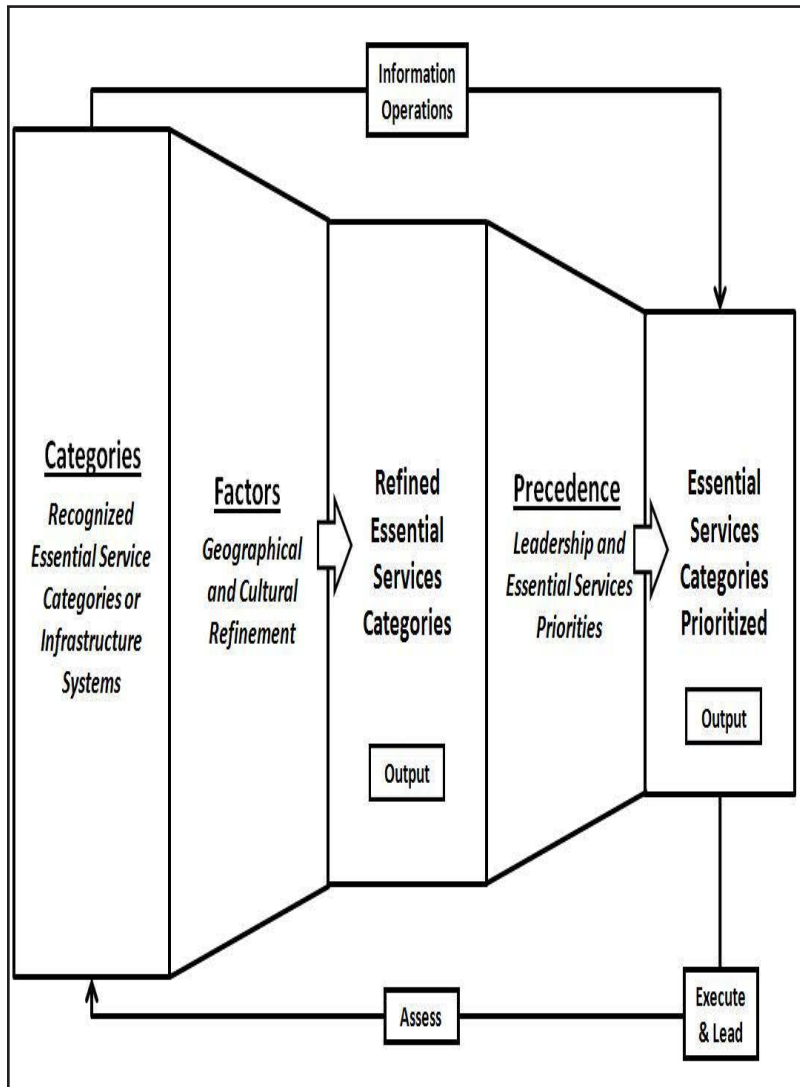 Information
Operations
Categories
Recognized
Essential Service
Categories or
Infrastructure
Systems
Factors
Geographical
and Cultural
Refinement
Refined
Essential
Services
Categories
Output
Precedence
Leadership and
Essential Services
Priorities
Essential
Services
Categories
Prioritized
Output
Assess
Execute
& Lead